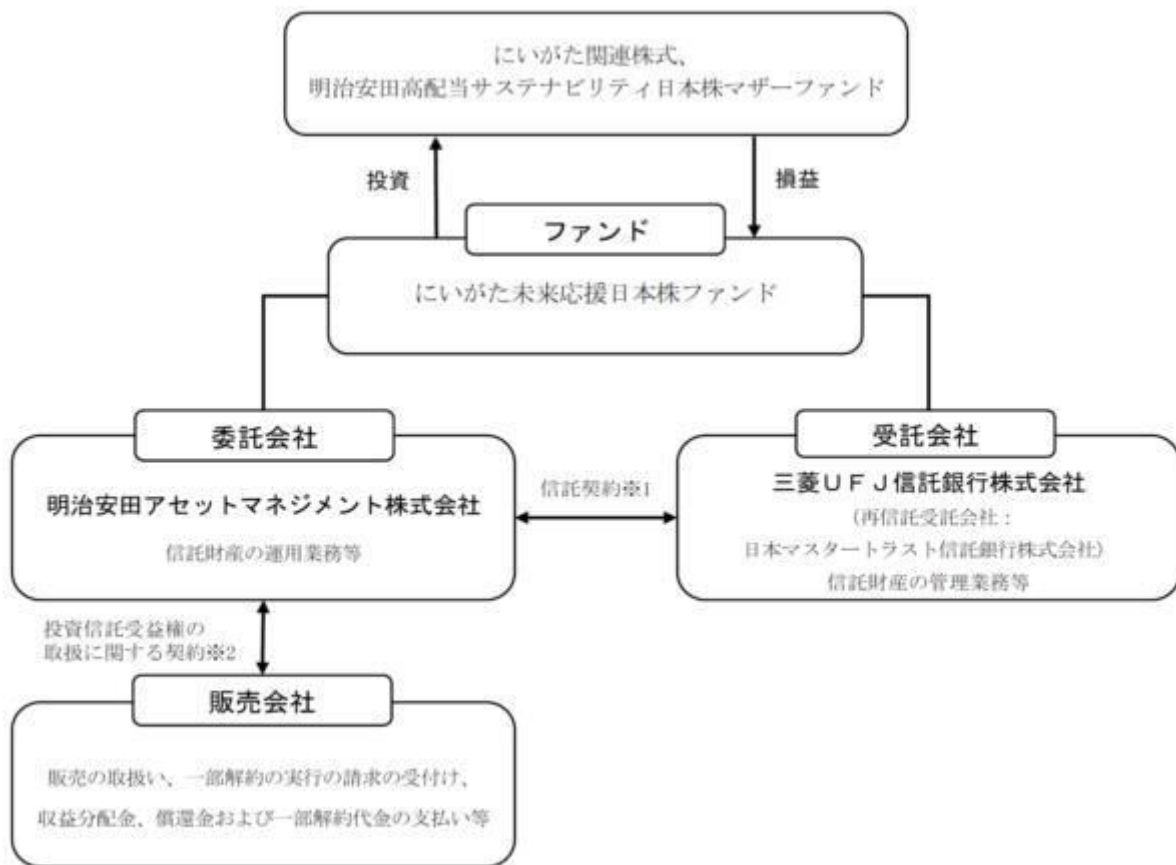 にいがた関連株式、
明治安田高配当サステナビリティ日本株マザーファンド
投資
損益
ファンド
にいがた未来応援日本株ファンド
委託会社
明治安田アセットマネジメント株式会社
信託財産の運用業務等
信託契約※1
受託会社
三菱UFJ信託銀行株式会社
(再信託受託会社:
日本マスタートラスト信託銀行株式会社)
信託財産の管理業務等
投資信託受益権の
取扱に関する契約※2
販売会社
販売の取扱い、一部解約の実行の請求の受付け、
収益分配金、償還金および一部解約代金の支払い等